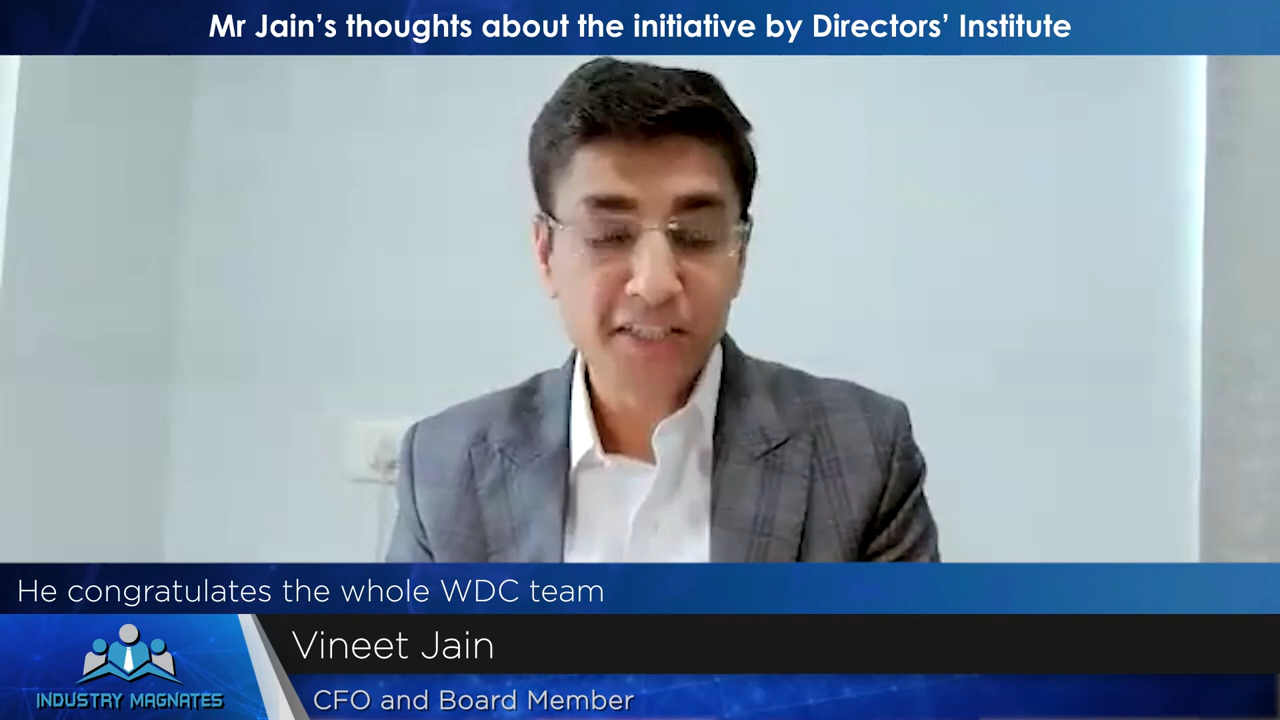 Mr Jain’s thoughts about the initiative by Directors’ Institute
He congratulates the whole WDC team
Vineet Jain
INDUSTRY MAGNATES
CFO and Board Member